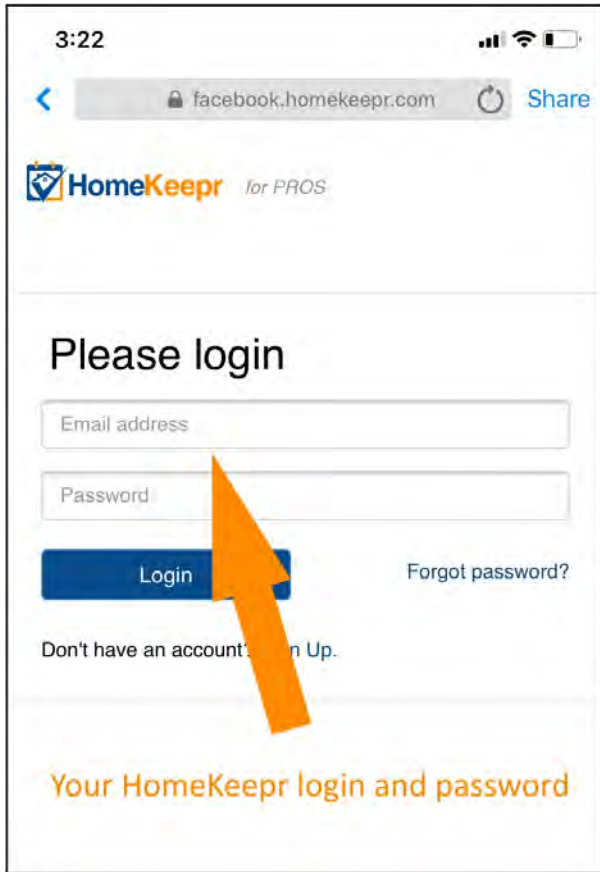 3:22
facebook.homekeepr.com Share
HomeKeepr for PROS
Please login
Email address
Password
Login Forgot password?
Don't have an account? Up.
Your HomeKeepr login and password